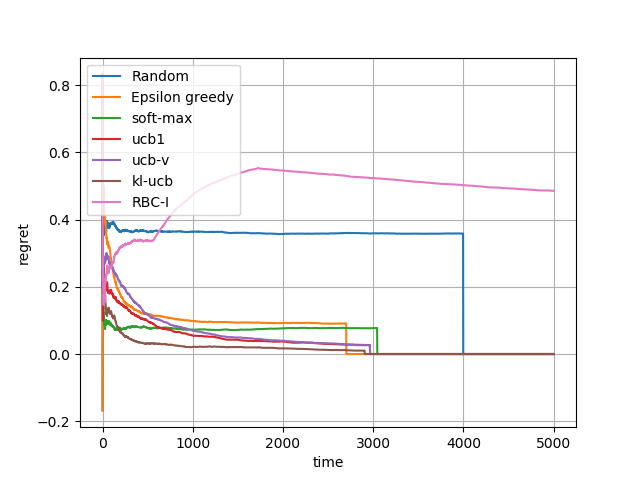 0.8
0.6
0.4
0.2
0.0
−0.2
regret
Random
Epsilon greedy
soft-max
ucb1
ucb-v
kl-ucb
RBC-I
0
1000
2000
3000
4000
5000
time